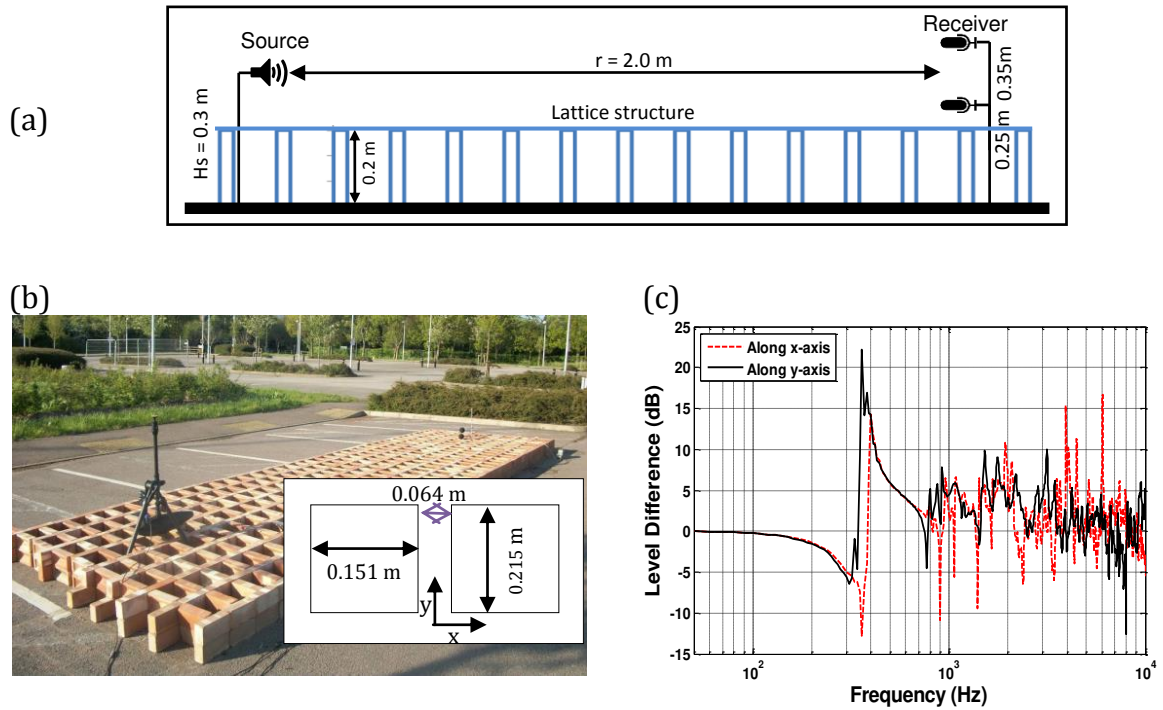 (a)
Source
Receiver
r = 2.0 m
Hs = 0.3 m
0.35m
0.25 m
Lattice structure
0.2 m
(b)
0.064 m
0.151 m
0.215 m
y
x
(c)
25
20
15
10
5
0
-5
-10
-15
Level Difference (dB)
Along x-axis
Along y-axis
10²
10³
10⁴
Frequency (Hz)